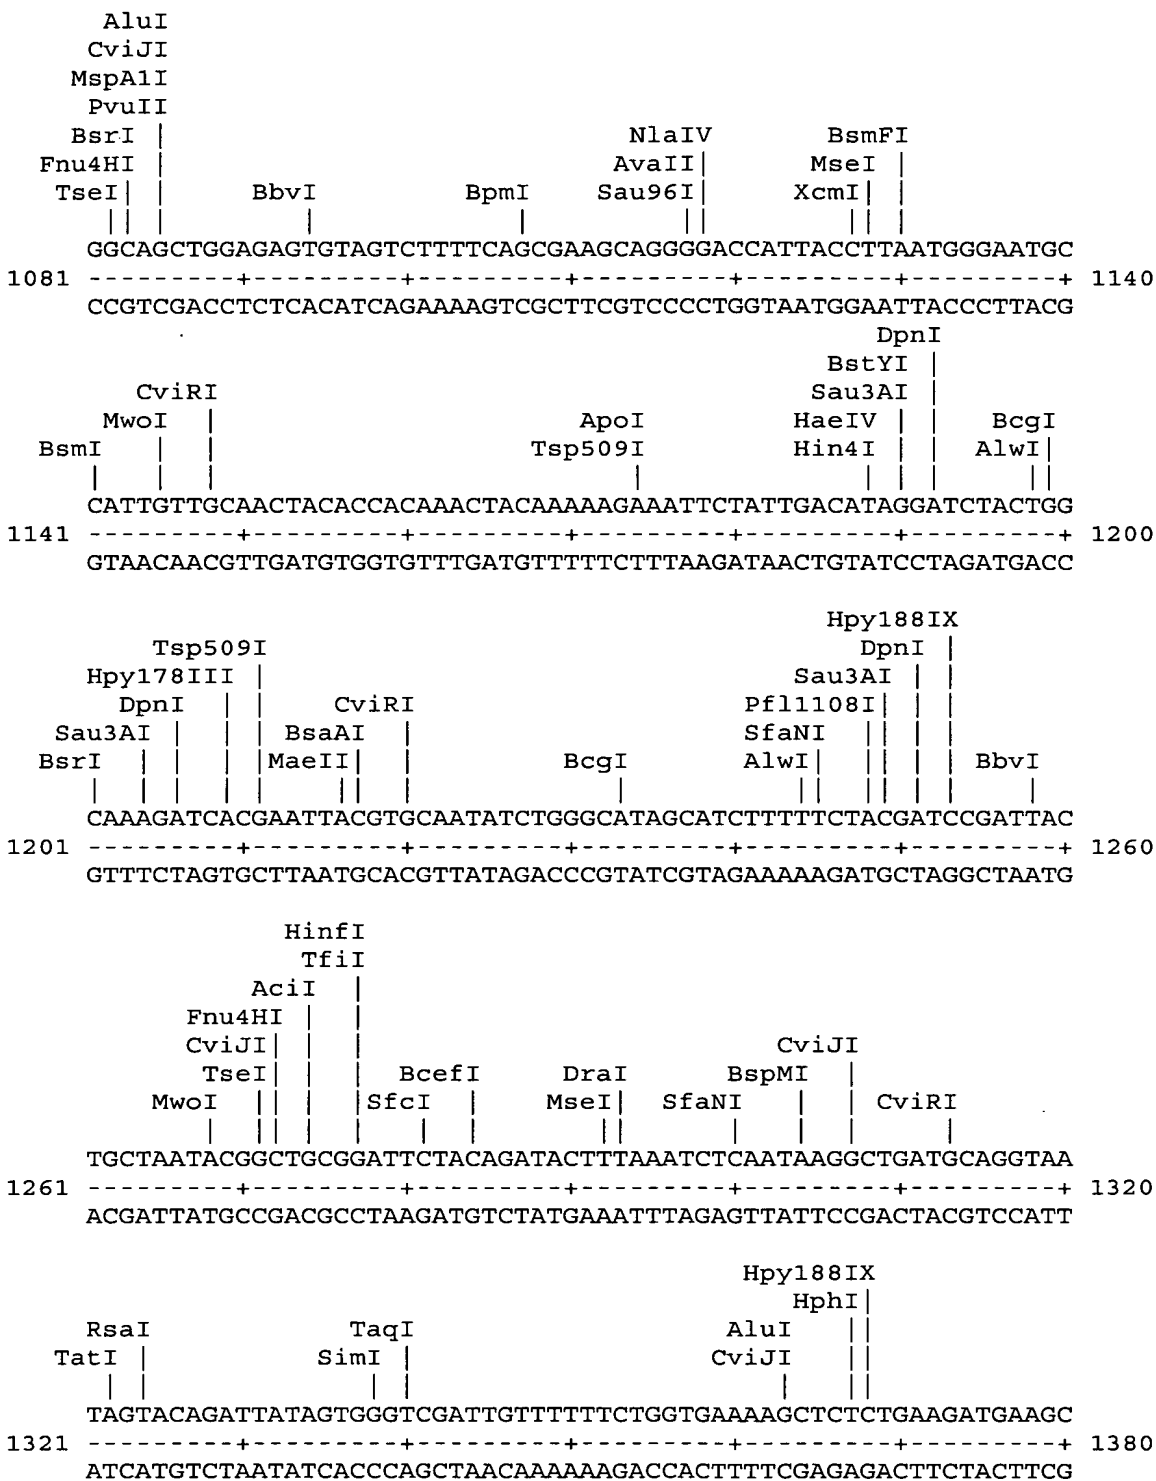 AluI
CviJI
MspA1I
PvuII
BsrI NlaIV BsmFI
Fnu4HI AvaII MseI
TseI BbvI BpmI Sau96I XcmI
GGCAGCTGGAGAGTGTAGTCTTTTCAGCGAAGCAGGGGACCATTACCTTAATGGGAATGC
1081 ---------+---------+---------+---------+---------+---------+ 1140
CCGTCGACCTCTCACATCAGAAAAGTCGCTTCGTCCCCTGGTAATGGAATTACCCTTACG
DpnI
BstYI
CviRI Sau3AI
MwoI ApoI HaeIV BcgI
BsmI Tsp509I Hin4I AlwI
CATTGTTGCAACTACACCACAAACTACAAAAAGAAATTCTATTGACATAGGATCTACTGG
1141 ---------+---------+---------+---------+---------+---------+ 1200
GTAACAACGTTGATGTGGTGTTTGATGTTTTTCTTTAAGATAACTGTATCCTAGATGACC
Hpy188IX
Tsp509I DpnI
Hpy178III Sau3AI
DpnI CviRI Pfl1108I
Sau3AI BsaAI SfaNI
BsrI MaeII BcgI AlwI BbvI
CAAAGATCACGAATTACGTGCAATATCTGGGCATAGCATCTTTTTCTACGATCCGATTAC
1201 ---------+---------+---------+---------+---------+---------+ 1260
GTTTCTAGTGCTTAATGCACGTTATAGACCCGTATCGTAGAAAAAGATGCTAGGCTAATG
HinfI
TfiI
AciI
Fnu4HI
CviJI CviJI
TseI BcefI DraI BspMI
MwoI SfcI MseI SfaNI CviRI
TGCTAATACGGCTGCGGATTCTACAGATACTTTAAATCTCAATAAGGCTGATGCAGGTAA
1261 ---------+---------+---------+---------+---------+---------+ 1320
ACGATTATGCCGACGCCTAAGATGTCTATGAAATTTAGAGTTATTCCGACTACGTCCATT
Hpy188IX
HphI
RsaI TaqI AluI
TatI SimI CviJI
TAGTACAGATTATAGTGGGTCGATTGTTTTTTCTGGTGAAAAGCTCTCTGAAGATGAAGC
1321 ---------+---------+---------+---------+---------+---------+ 1380
ATCATGTCTAATATCACCCAGCTAACAAAAAAGACCACTTTTCGAGAGACTTCTACTTCG